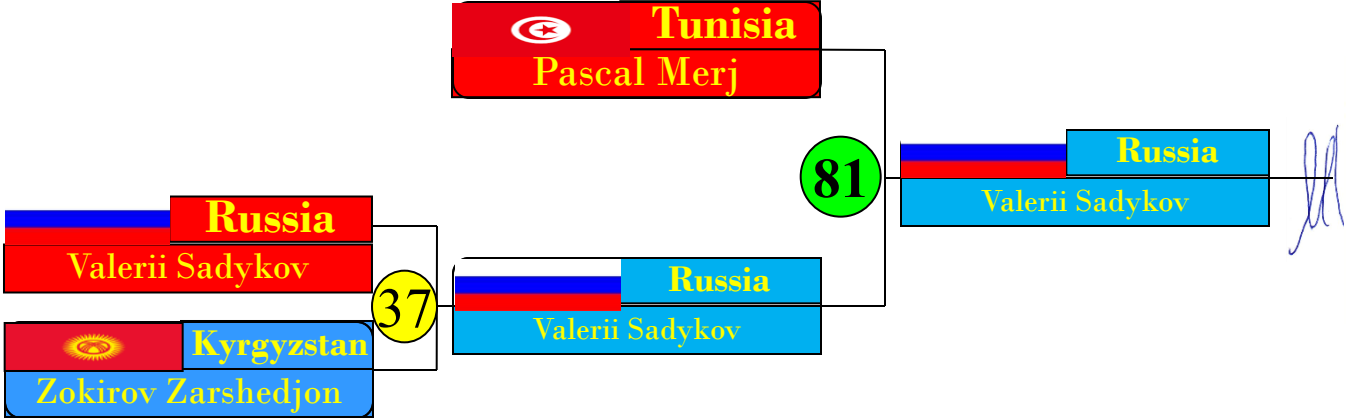 Tunisia
Pascal Merj
81
Russia
Valerii Sadykov
Russia
Valerii Sadykov
37
Russia
Valerii Sadykov
Kyrgyzstan
Zokirov Zarshedjon